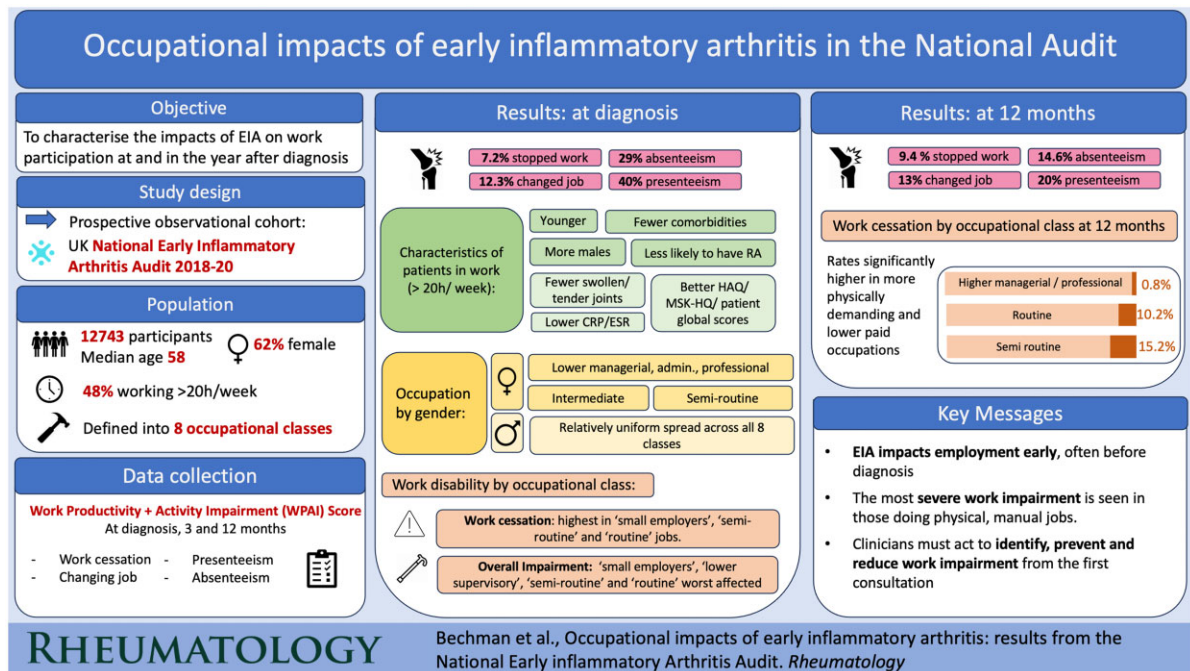 Occupational impacts of early inflammatory arthritis in the National Audit
Objective
To characterise the impacts of EIA on work
participation at and in the year after diagnosis
Study design
Prospective observational cohort:
UK National Early Inflammatory
Arthritis Audit 2018-20
Population
12743 participants
Median age 58
62% female
48% working >20h/week
Defined into 8 occupational classes
Data collection
Work Productivity + Activity Impairment (WPAI) Score
At diagnosis, 3 and 12 months
- Work cessation
- Changing job
- Presenteeism
- Absenteeism
Results: at diagnosis
7.2% stopped work
29% absenteeism
12.3% changed job
40% presenteeism
Characteristics of
patients in work
(> 20h/ week):
Younger
Fewer comorbidities
More males
Less likely to have RA
Fewer swollen/
tender joints
Lower CRP/ESR
Better HAQ/
MSK-HQ/ patient
global scores
Occupation
by gender:
Lower managerial, admin., professional
Intermediate
Semi-routine
Relatively uniform spread across all 8
classes
Work disability by occupational class:
Work cessation: highest in ‘small employers’, ‘semi-
routine’ and ‘routine’ jobs.
Overall Impairment: ‘small employers’, ‘lower
supervisory’, ‘semi-routine’ and ‘routine’ worst affected
Results: at 12 months
9.4 % stopped work
14.6% absenteeism
13% changed job
20% presenteeism
Work cessation by occupational class at 12 months
Rates significantly
higher in more
physically
demanding and
lower paid
occupations
Higher managerial / professional
0.8%
Routine
10.2%
Semi routine
15.2%
Key Messages
• EIA impacts employment early, often before
diagnosis
• The most severe work impairment is seen in
those doing physical, manual jobs.
• Clinicians must act to identify, prevent and
reduce work impairment from the first
consultation
RHEUMATOLOGY
Bechman et al., Occupational impacts of early inflammatory arthritis: results from the
National Early inflammatory Arthritis Audit. Rheumatology